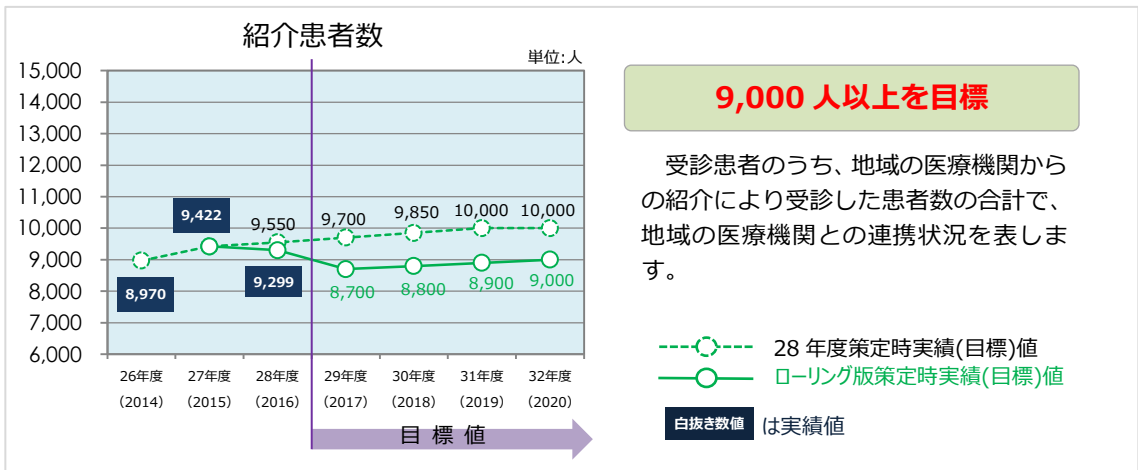 紹介患者数
単位:人
15,000
14,000
13,000
12,000
11,000
10,000
9,000
8,000
7,000
6,000
9,422
9,550
9,700
9,850
10,000
10,000
8,970
9,299
8,700
8,800
8,900
9,000
26年度 27年度 28年度 29年度 30年度 31年度 32年度
(2014) (2015) (2016) (2017) (2018) (2019) (2020)
目 標 値
9,000 人以上を目標
受診患者のうち、地域の医療機関から
の紹介により受診した患者数の合計で、
地域の医療機関との連携状況を表しま
す。
28 年度策定時実績(目標)値
ローリング版策定時実績(目標)値
白抜き数値 は実績値